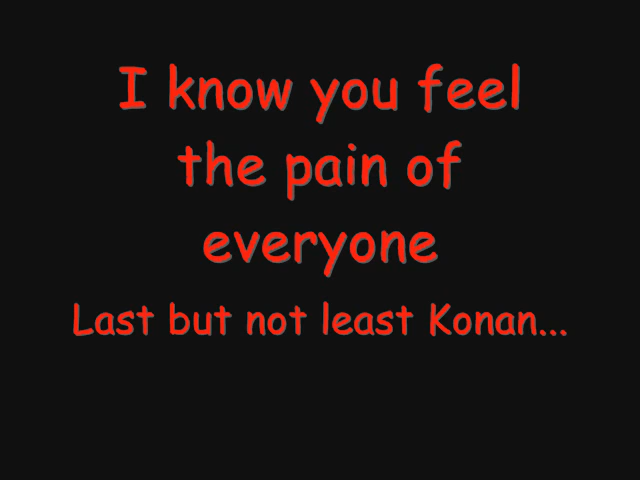 I know you feel
the pain of
everyone
Last but not least Konan...